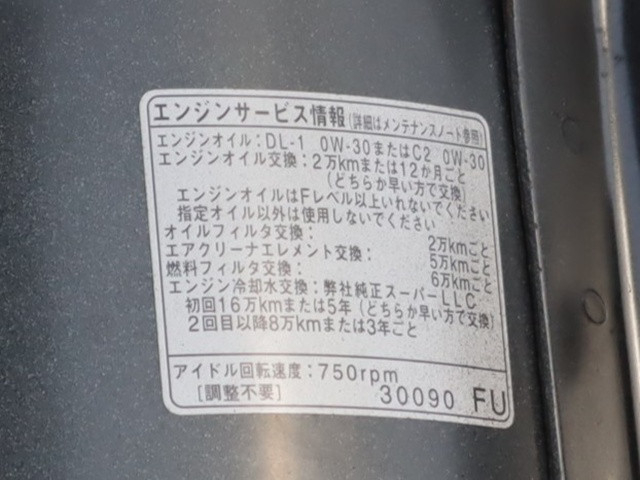 エンジンサービス情報(詳細はメンテナンスノート参照)
エンジンオイル:DL-1 0W-30またはC2 0W-30
エンジンオイル交換:2万kmまたは12か月ごと
(どちらか早い方で交換)
エンジンオイルはFレベル以上いれないでください
指定オイル以外は使用しないでください
オイルフィルタ交換: 2万kmごと
エアクリーナエレメント交換: 5万kmごと
燃料フィルタ交換: 6万kmごと
エンジン冷却水交換:弊社純正スーパーLLC
初回16万kmまたは5年(どちらか早い方で交換)
2回目以降8万kmまたは3年ごと
アイドル回転速度:750rpm
[調整不要] 30090 FU